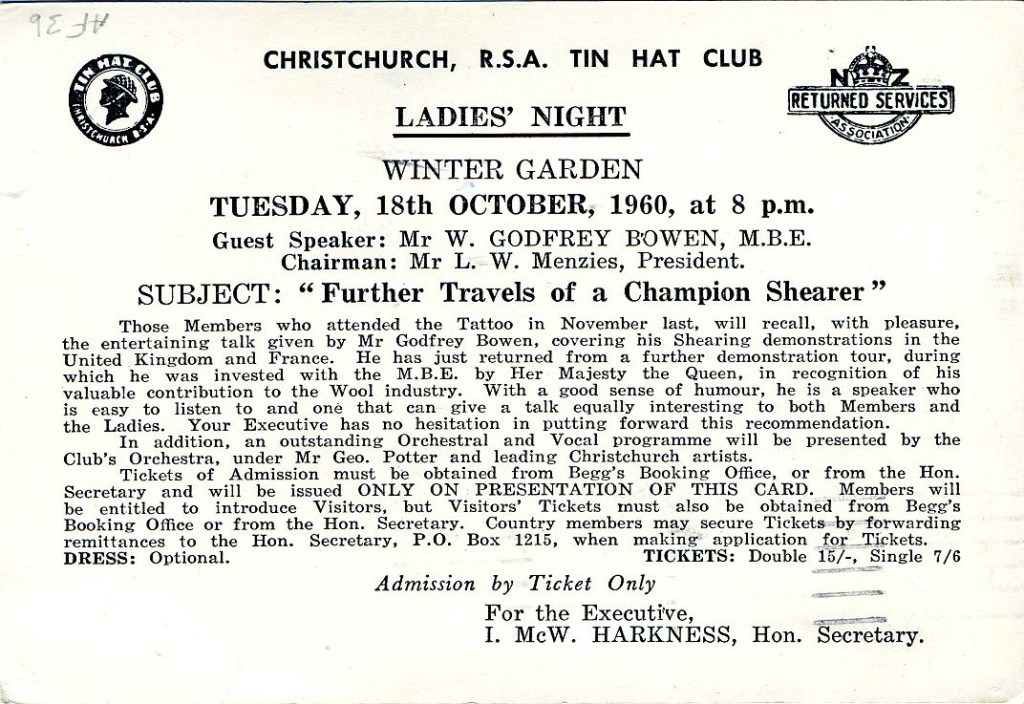 AF 36
CHRISTCHURCH, R.S.A. TIN HAT CLUB
TIN HAT CLUB
CHRISTCHURCH R.S.A.
N Z
RETURNED SERVICES
ASSOCIATION
LADIES' NIGHT
WINTER GARDEN
TUESDAY, 18th OCTOBER, 1960, at 8 p.m.
Guest Speaker: Mr W. GODFREY BOWEN, M.B.E.
Chairman: Mr L. W. Menzies, President.
SUBJECT: "Further Travels of a Champion Shearer"
Those Members who attended the Tattoo in November last, will recall, with pleasure,
the entertaining talk given by Mr Godfrey Bowen, covering his Shearing demonstrations in the
United Kingdom and France. He has just returned from a further demonstration tour, during
which he was invested with the M.B.E. by Her Majesty the Queen, in recognition of his
valuable contribution to the Wool industry. With a good sense of humour, he is a speaker who
is easy to listen to and one that can give a talk equally interesting to both Members and
the Ladies. Your Executive has no hesitation in putting forward this recommendation.
In addition, an outstanding Orchestral and Vocal programme will be presented by the
Club's Orchestra, under Mr Geo. Potter and leading Christchurch artists.
Tickets of Admission must be obtained from Begg's Booking Office, or from the Hon.
Secretary and will be issued ONLY ON PRESENTATION OF THIS CARD. Members will
be entitled to introduce Visitors, but Visitors' Tickets must also be obtained from Begg's
Booking Office or from the Hon. Secretary. Country members may secure Tickets by forwarding
remittances to the Hon. Secretary, P.O. Box 1215, when making application for Tickets.
DRESS: Optional. TICKETS: Double 15/-, Single 7/6
Admission by Ticket Only
For the Executive,
I. McW. HARKNESS, Hon. Secretary.